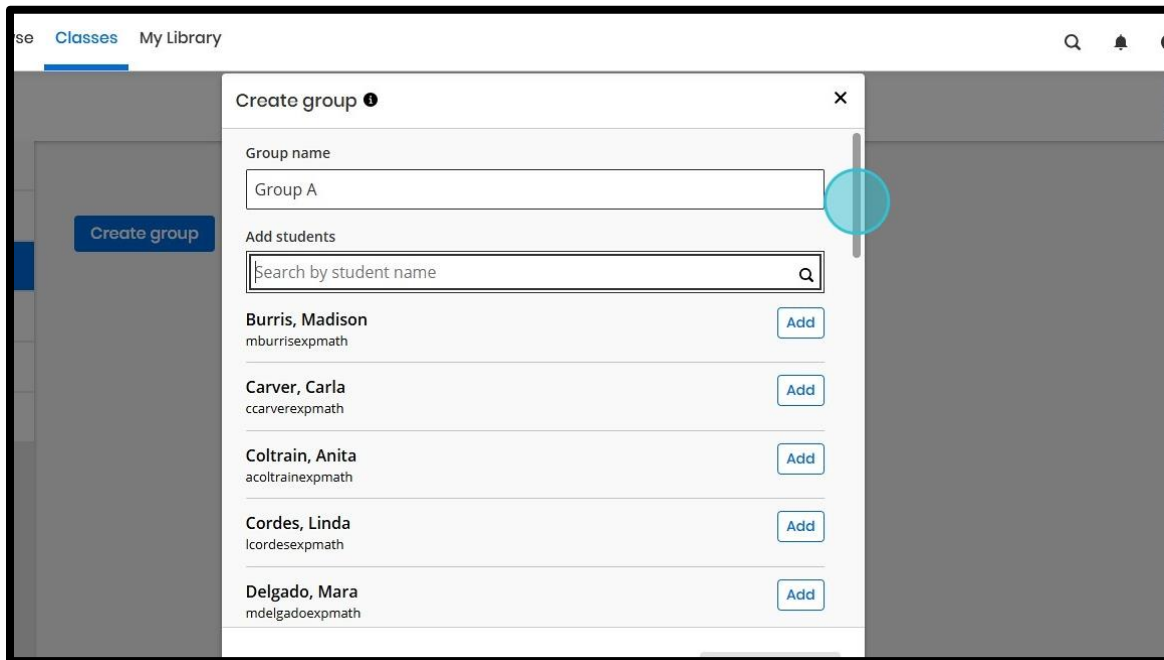 Classes My Library
Create group
Group name
Group A
Create group
Add students
Search by student name
Burris, Madison Add
mburrisexpmath
Carver, Carla Add
ccarverexpmath
Coltrain, Anita Add
acoltrainexpmath
Cordes, Linda Add
lcordesexpmath
Delgado, Mara Add
mdelgadoexpmath